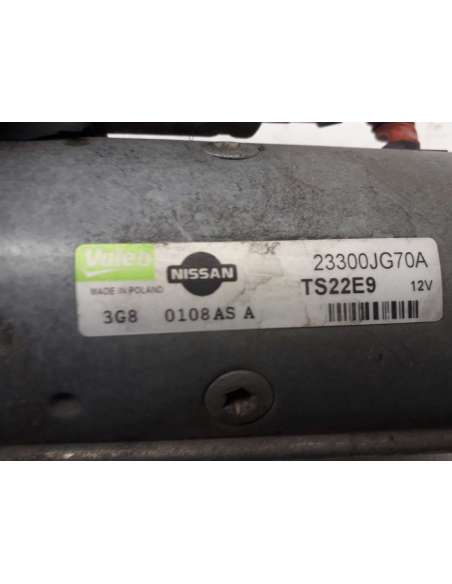 Valeo
MADE IN POLAND
NISSAN
23300JG70A
TS22E9 12V
3G8 0108AS A